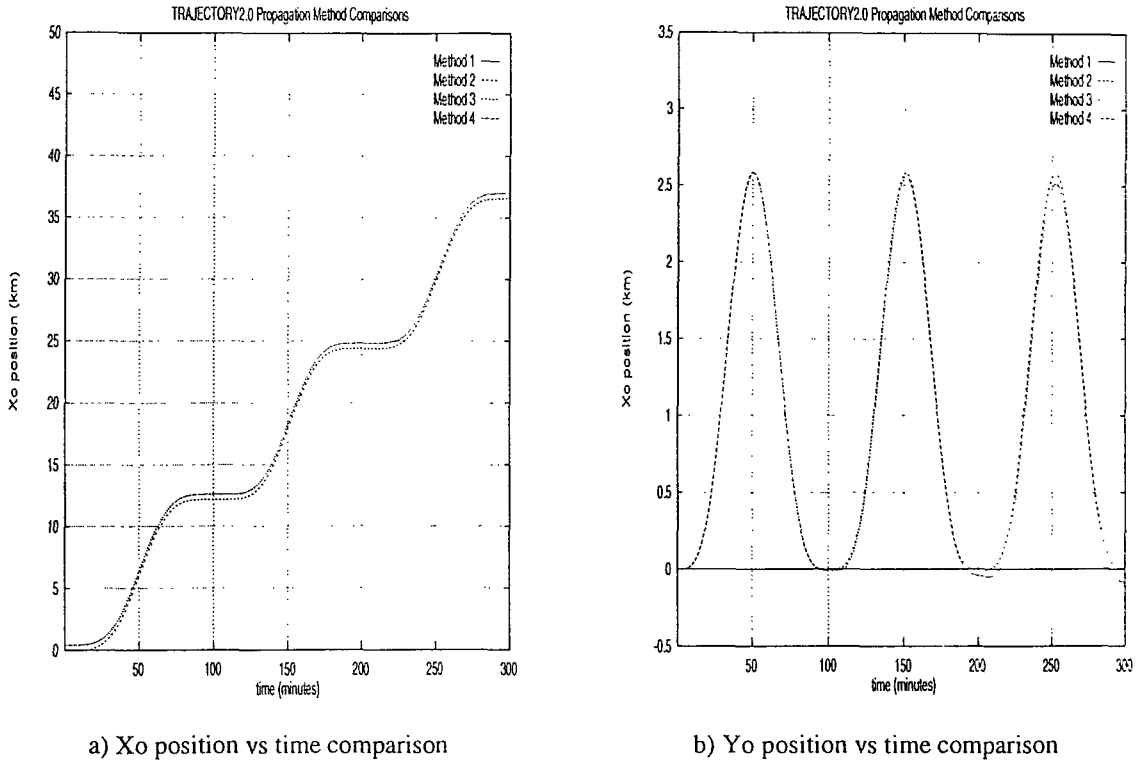 TRAJECTORY2.0 Propagation Method Comparisons
50
45
40
35
30
25
20
15
10
5
0
Xo position (km)
Method 1
Method 2
Method 3
Method 4
50
100
150
200
250
300
time (minutes)
a) Xo position vs time comparison
TRAJECTORY2.0 Propagation Method Comparisons
3.5
3
2.5
2
1.5
1
0.5
0
-0.5
Xo position (km)
Method 1
Method 2
Method 3
Method 4
50
100
150
200
250
300
time (minutes)
b) Yo position vs time comparison